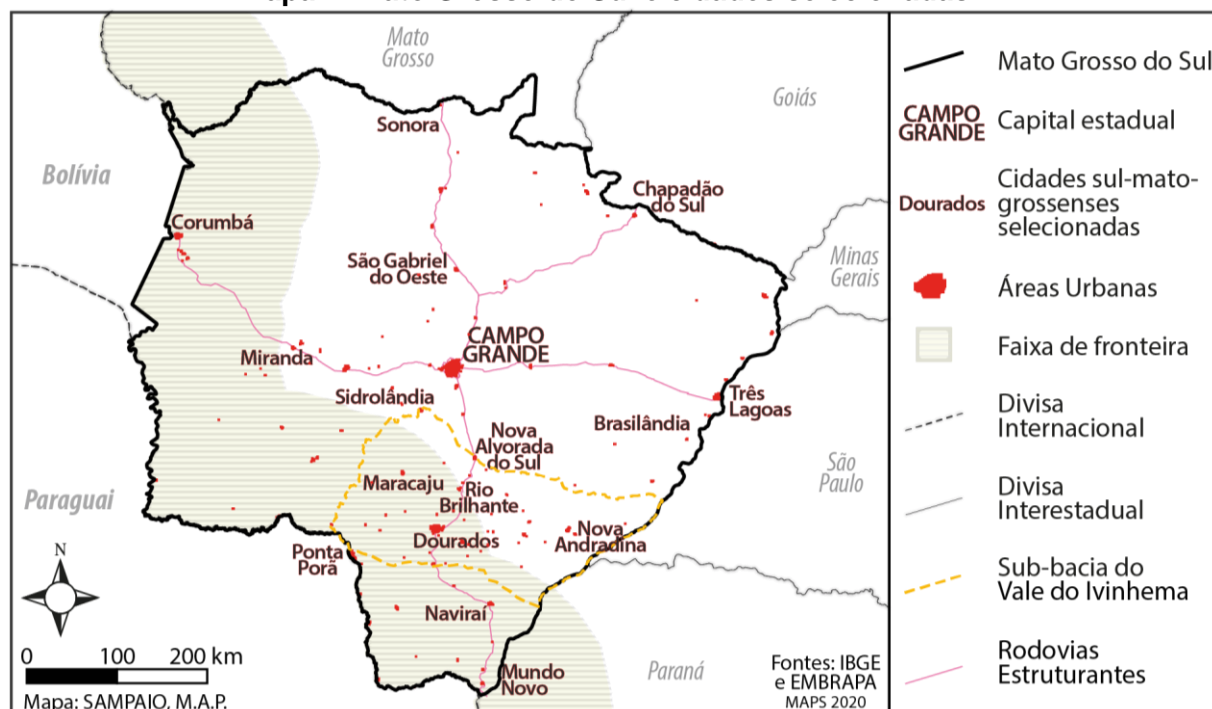 Mato
Grosso
Goiás
Sonora
Bolívia
Chapadão
do Sul
Corumbá
Minas
Gerais
São Gabriel
do Oeste
CAMPO
GRANDE
Miranda
Sidrolândia
Três
Lagoas
Brasilândia
Nova
Alvorada
do Sul
São
Paulo
Maracaju
Paraguai
Rio
Brilhante
Dourados
Nova
Andradina
Ponta
Porã
N
Naviraí
0 100 200 km
Mundo
Novo
Paraná
Fontes: IBGE
e EMBRAPA
MAPS 2020
Mapa: SAMPAIO, M.A.P.
Mato Grosso do Sul
CAMPO
GRANDE
Capital estadual
Dourados
Cidades sul-mato-
grossenses
selecionadas
Áreas Urbanas
Faixa de fronteira
Divisa
Internacional
Divisa
Interestadual
Sub-bacia do
Vale do Ivinhema
Rodovias
Estruturantes